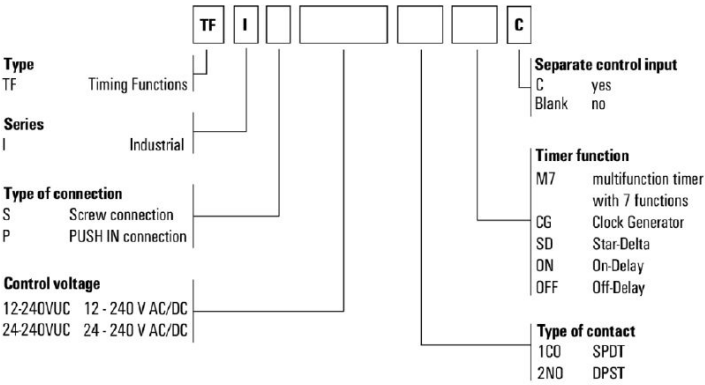 TF I C
Type
TF Timing Functions
Series
I Industrial
Type of connection
S Screw connection
P PUSH IN connection
Control voltage
12-240VUC 12 - 240 V AC/DC
24-240VUC 24 - 240 V AC/DC
Separate control input
C yes
Blank no
Timer function
M7 multifunction timer
with 7 functions
CG Clock Generator
SD Star-Delta
ON On-Delay
OFF Off-Delay
Type of contact
1CO SPDT
2NO DPST